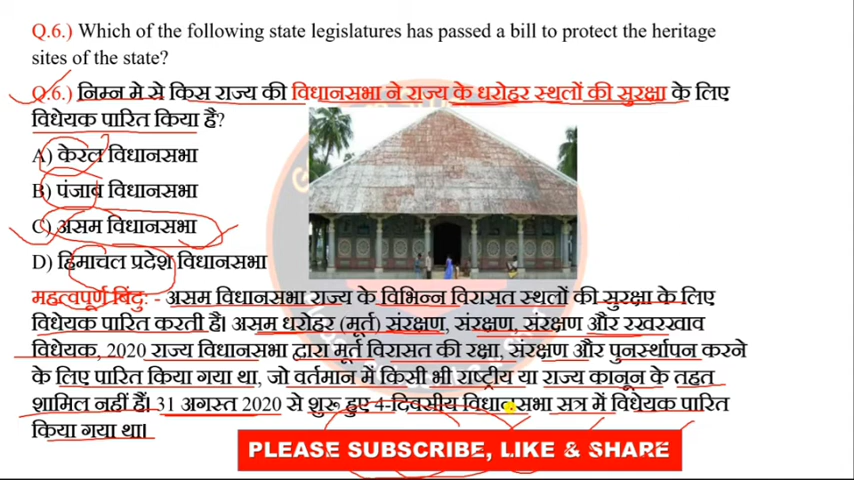 Q.6.) Which of the following state legislatures has passed a bill to protect the heritage
sites of the state?
Q.6.) निम्न मे से किस राज्य की विधानसभा ने राज्य के धरोहर स्थलों की सुरक्षा के लिए
विधेयक पारित किया है?
A) केरल विधानसभा
B) पंजाब विधानसभा
C) असम विधानसभा
D) हिमाचल प्रदेश विधानसभा
महत्वपूर्ण बिंदु: - असम विधानसभा राज्य के विभिन्न विरासत स्थलों की सुरक्षा के लिए
विधेयक पारित करती है। असम धरोहर (मूर्त) संरक्षण, संरक्षण, संरक्षण और रखरखाव
विधेयक, 2020 राज्य विधानसभा द्वारा मूर्त विरासत की रक्षा, संरक्षण और पुनर्स्थापन करने
के लिए पारित किया गया था, जो वर्तमान में किसी भी राष्ट्रीय या राज्य कानून के तहत
शामिल नहीं हैं। 31 अगस्त 2020 से शुरू हुए 4-दिवसीय विधानसभा सत्र में विधेयक पारित
किया गया था।
PLEASE SUBSCRIBE, LIKE & SHARE